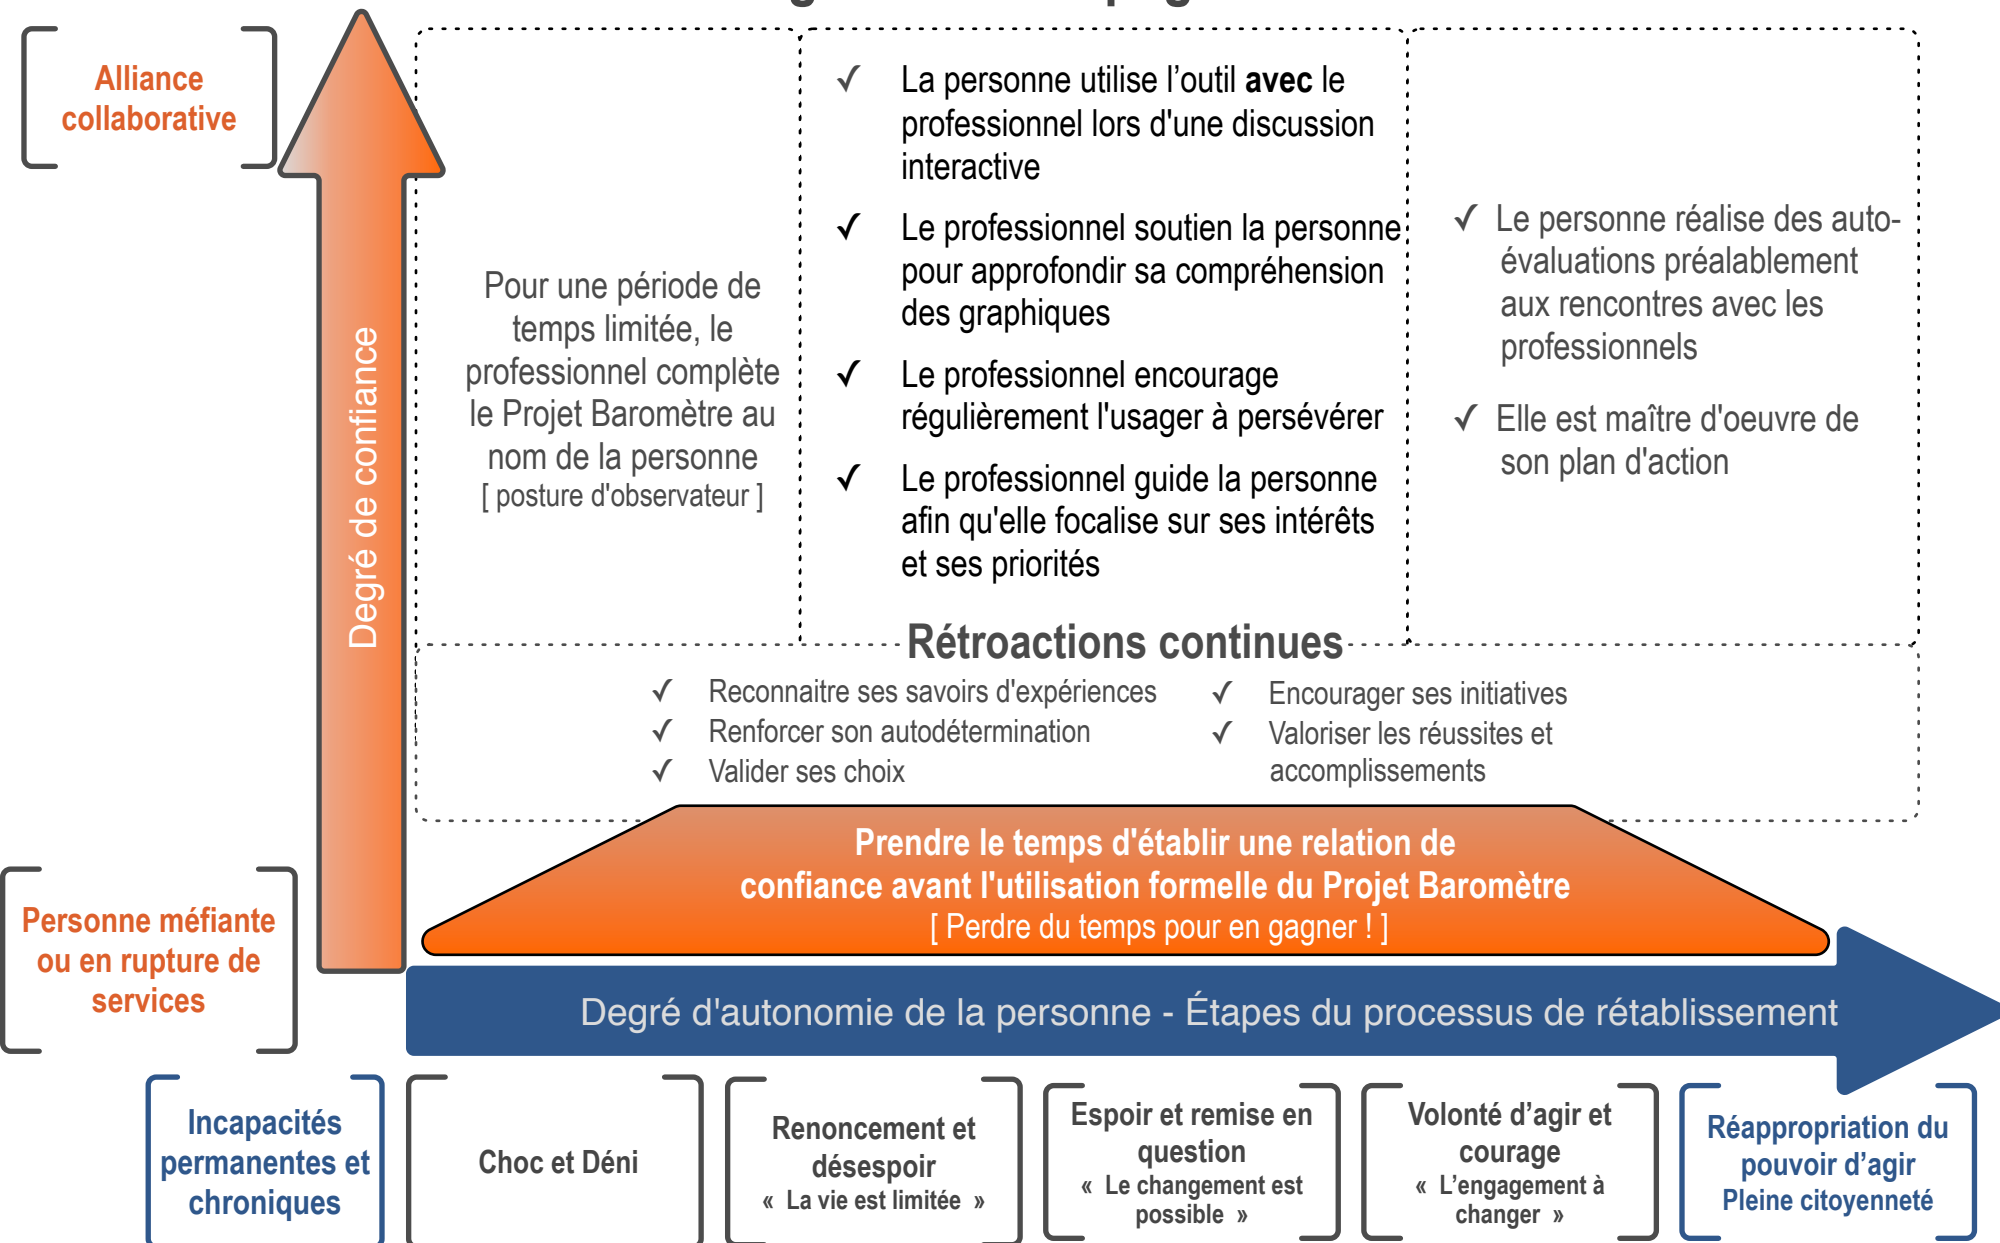 Alliance
collaborative
Degré de confiance
Pour une période de
temps limitée, le
professionnel complète
le Projet Baromètre au
nom de la personne
[ posture d'observateur ]
✓ La personne utilise l’outil avec le
professionnel lors d'une discussion
interactive
✓ Le professionnel soutien la personne
pour approfondir sa compréhension
des graphiques
✓ Le professionnel encourage
régulièrement l'usager à persévérer
✓ Le professionnel guide la personne
afin qu'elle focalise sur ses intérêts
et ses priorités
✓ Le personne réalise des auto-
évaluations préalablement
aux rencontres avec les
professionnels
✓ Elle est maître d'oeuvre de
son plan d'action
Rétroactions continues
✓ Reconnaitre ses savoirs d'expériences
✓ Renforcer son autodétermination
✓ Valider ses choix
✓ Encourager ses initiatives
✓ Valoriser les réussites et
accomplissements
Prendre le temps d'établir une relation de
confiance avant l'utilisation formelle du Projet Baromètre
[ Perdre du temps pour en gagner ! ]
Personne méfiante
ou en rupture de
services
Degré d'autonomie de la personne - Étapes du processus de rétablissement
Incapacités
permanentes et
chroniques
Choc et Déni
Renoncement et
désespoir
« La vie est limitée »
Espoir et remise en
question
« Le changement est
possible »
Volonté d’agir et
courage
« L’engagement à
changer »
Réappropriation du
pouvoir d’agir
Pleine citoyenneté